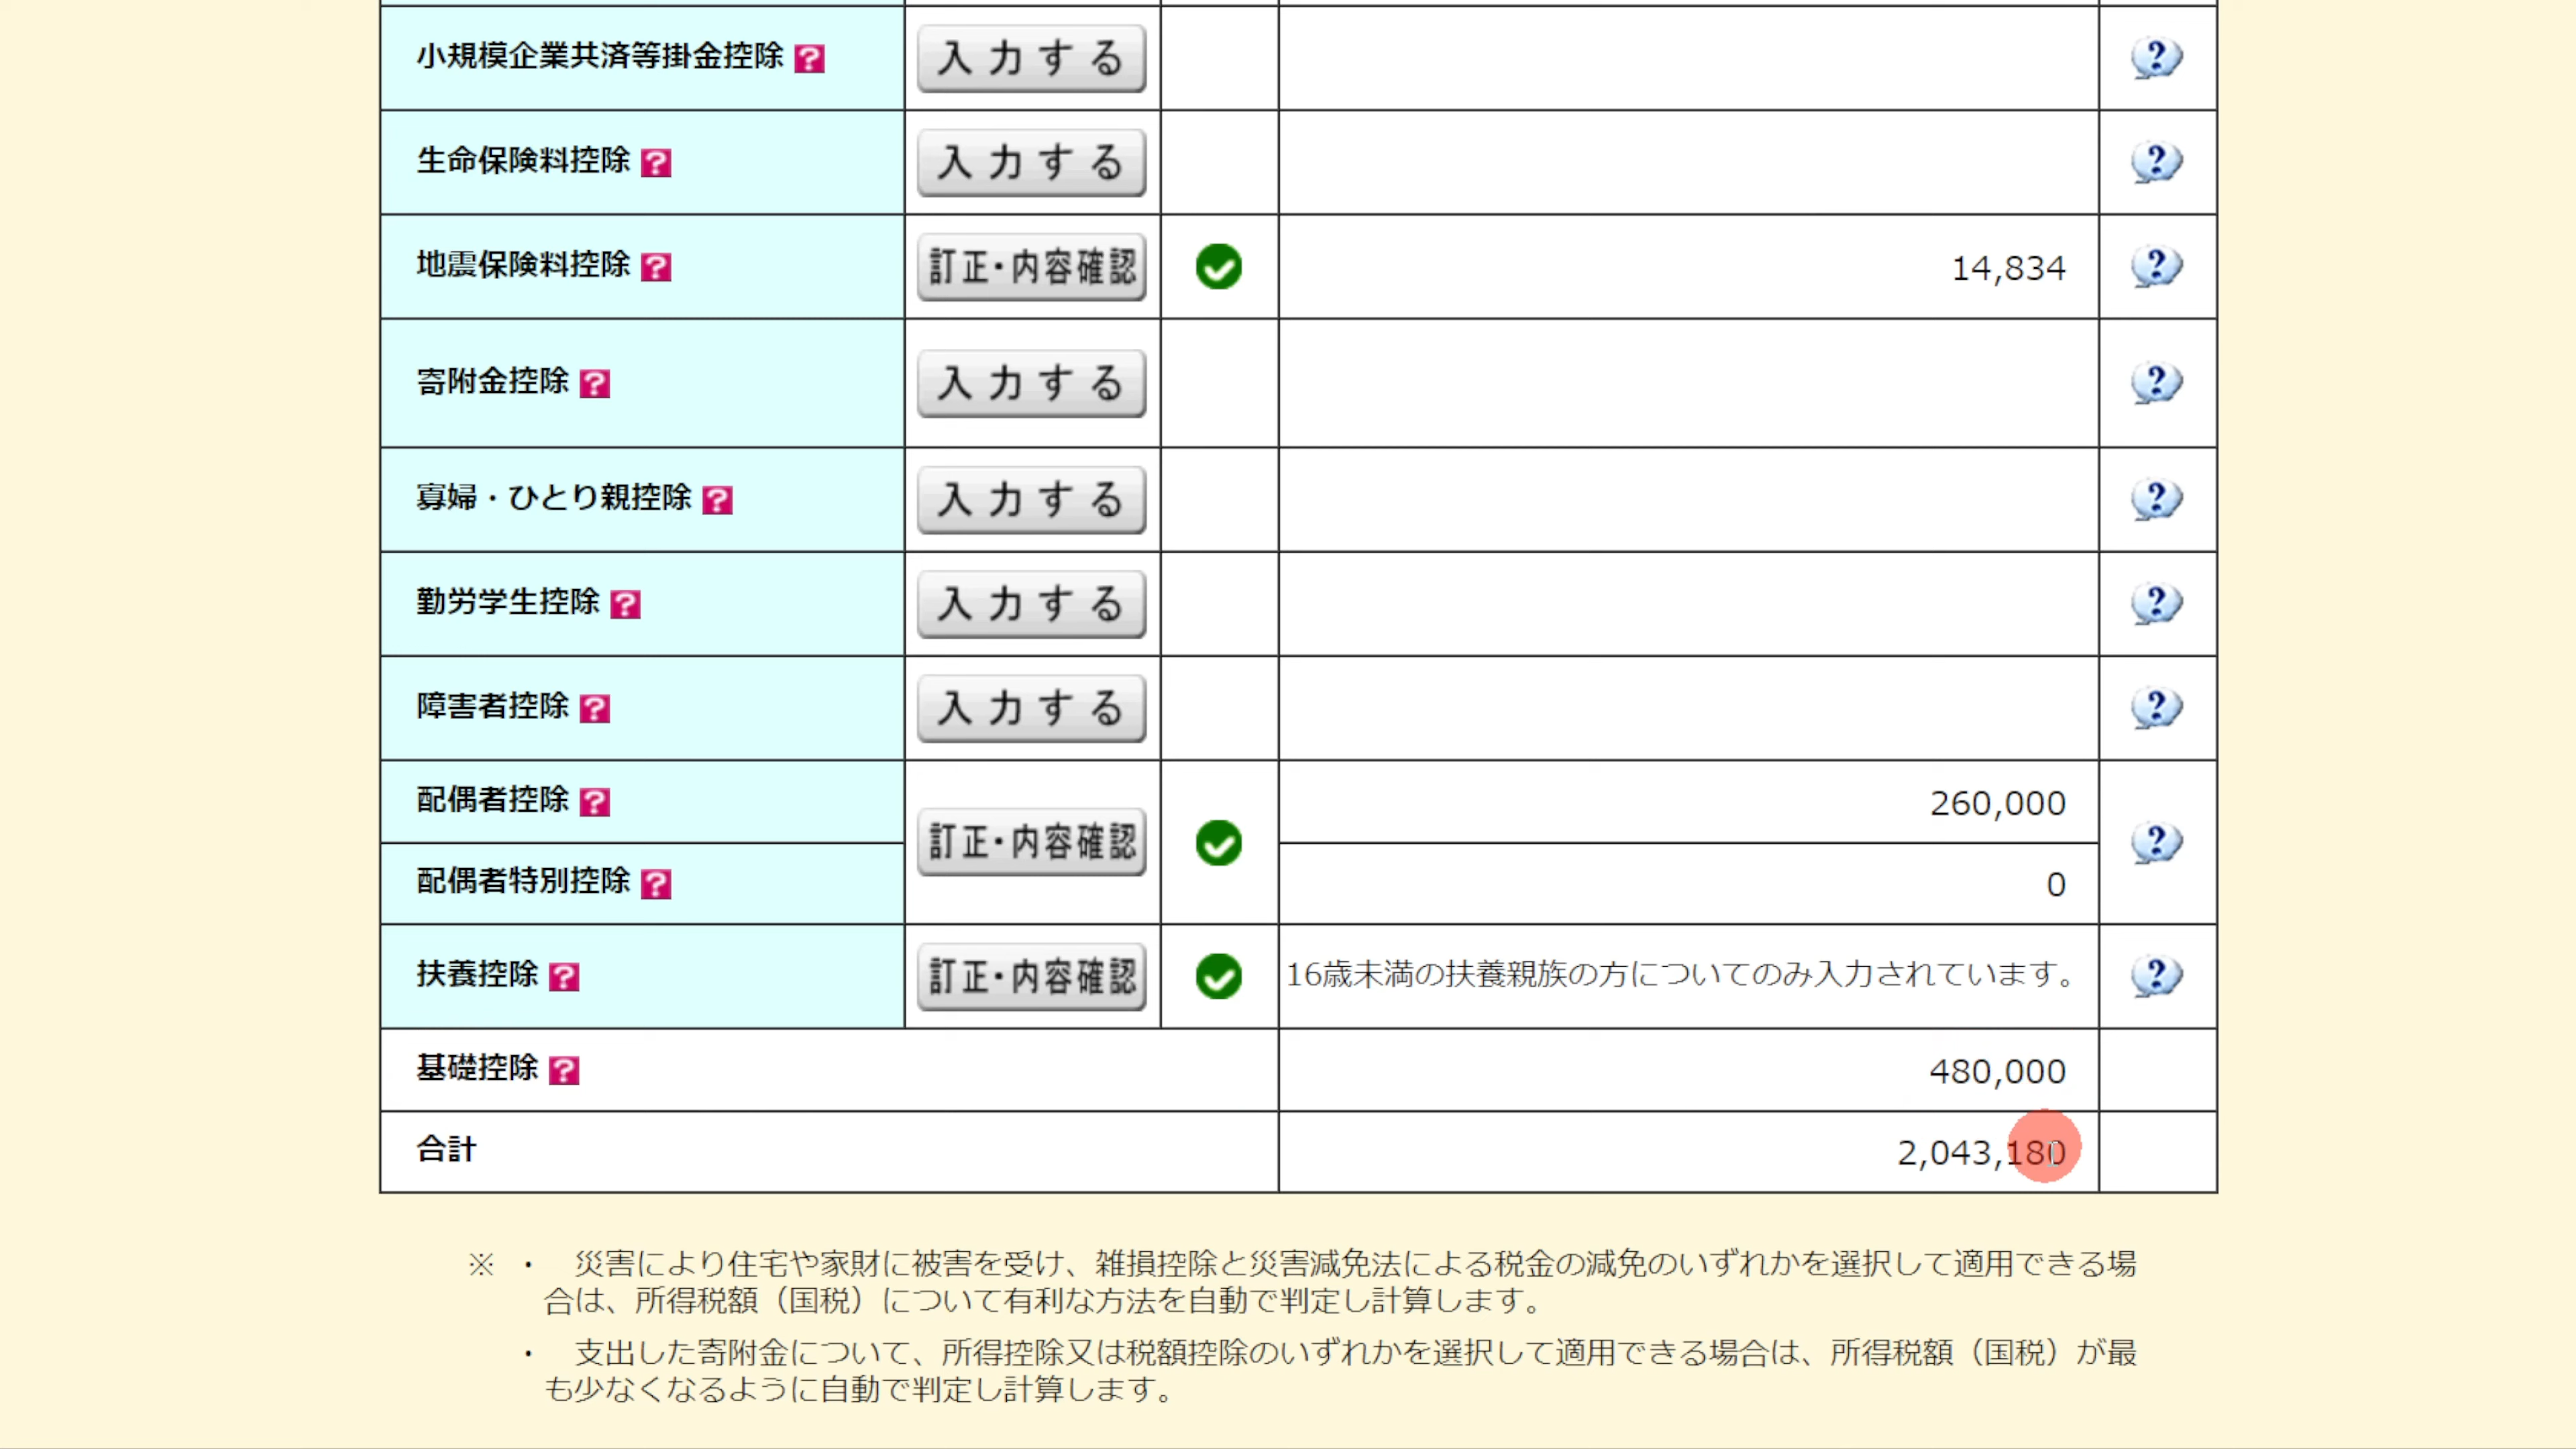 小規模企業共済等掛金控除 ? 入力する ?
生命保険料控除 ? 入力する ?
地震保険料控除 ? 訂正・内容確認 14,834 ?
寄附金控除 ? 入力する ?
寡婦・ひとり親控除 ? 入力する ?
勤労学生控除 ? 入力する ?
障害者控除 ? 入力する ?
配偶者控除 ? 260,000
訂正・内容確認 ?
配偶者特別控除 ? 0
扶養控除 ? 訂正・内容確認 16歳未満の扶養親族の方についてのみ入力されています。 ?
基礎控除 ? 480,000
合計 2,043,180
※ ・ 災害により住宅や家財に被害を受け、雑損控除と災害減免法による税金の減免のいずれかを選択して適用できる場
合は、所得税額（国税）について有利な方法を自動で判定し計算します。
・ 支出した寄附金について、所得控除又は税額控除のいずれかを選択して適用できる場合は、所得税額（国税）が最
も少なくなるように自動で判定し計算します。